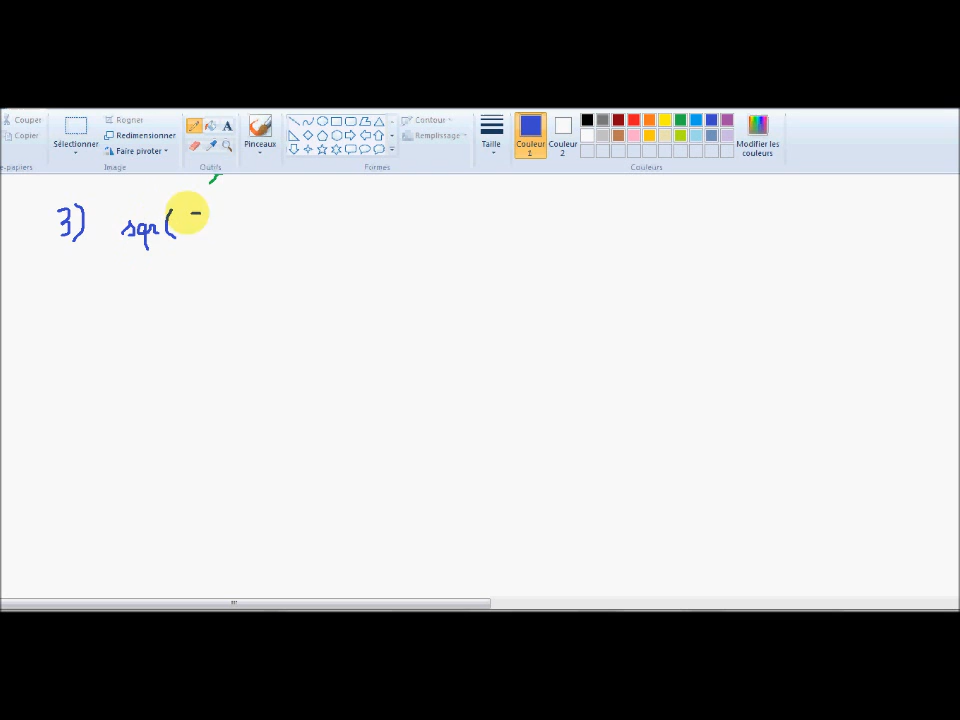 Couper
Copier
e-papiers
Sélectionner
Rogner
Redimensionner
Faire pivoter
Image
A
Outils
Pinceaux
Contour
Remplissage
Formes
Taille
Couleur 1
Couleur 2
Modifier les couleurs
Couleurs
3) sqr(